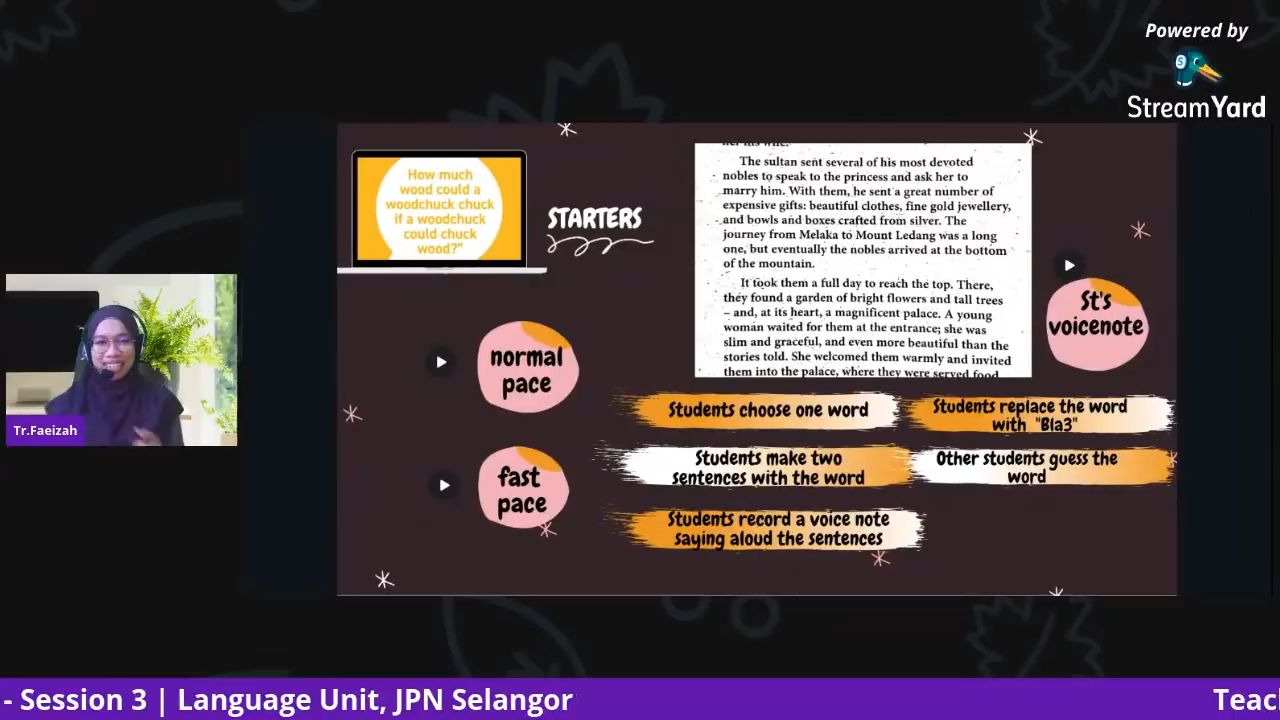 Powered by
StreamYard
How much
wood could a
woodchuck chuck
if a woodchuck
could chuck
wood?"
STARTERS
The sultan sent several of his most devoted
nobles to speak to the princess and ask her to
marry him. With them, he sent a great number of
expensive gifts: beautiful clothes, fine gold jewellery,
and bowls and boxes crafted from silver. The
journey from Melaka to Mount Ledang was a long
one, but eventually the nobles arrived at the bottom
of the mountain.
It took them a full day to reach the top. There,
they found a garden of bright flowers and tall trees
– and, at its heart, a magnificent palace. A young
woman waited for them at the entrance; she was
slim and graceful, and even more beautiful than the
stories told. She welcomed them warmly and invited
them into the palace, where they were served food
St's
voicenote
normal
pace
fast
pace
Students choose one word
Students replace the word
with "Bla3"
Students make two
sentences with the word
Other students guess the
word
Students record a voice note
saying aloud the sentences
Tr.Faeizah
- Session 3 | Language Unit, JPN Selangor
Teac